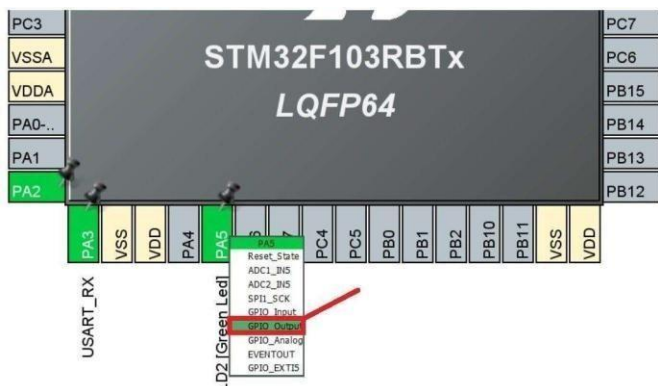 PC3
VSSA
VDDA
PA0-..
PA1
PA2
STM32F103RBTx
LQFP64
PC7
PC6
PB15
PB14
PB13
PB12
PA3
VSS
VDD
PA4
PA5
PC4
PC5
PB0
PB1
PB2
PB10
PB11
VSS
VDD
USART_RX
LD2 [Green Led]
PA5
Reset_State
ADC1_IN5
ADC2_IN5
SPI1_SCK
GPIO_Input
GPIO_Output
GPIO_Analog
EVENTOUT
GPIO_EXTI5